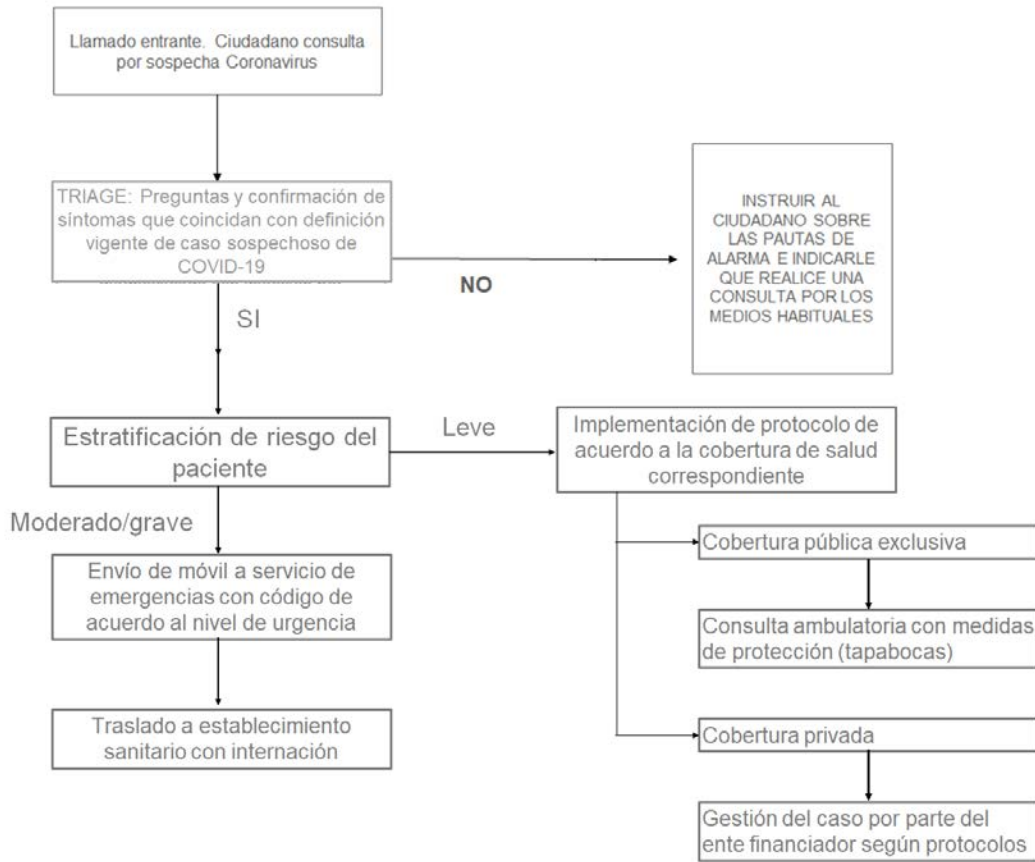 Llamado entrante. Ciudadano consulta
por sospecha Coronavirus
TRIAGE: Preguntas y confirmación de
síntomas que coincidan con definición
vigente de caso sospechoso de
COVID-19
NO
INSTRUIR AL
CIUDADANO SOBRE
LAS PAUTAS DE
ALARMA E INDICARLE
QUE REALICE UNA
CONSULTA POR LOS
MEDIOS HABITUALES
SI
Estratificación de riesgo del
paciente
Leve
Implementación de protocolo de
acuerdo a la cobertura de salud
correspondiente
Moderado/grave
Envío de móvil a servicio de
emergencias con código de
acuerdo al nivel de urgencia
Traslado a establecimiento
sanitario con internación
Cobertura pública exclusiva
Consulta ambulatoria con medidas
de protección (tapabocas)
Cobertura privada
Gestión del caso por parte del
ente financiador según protocolos